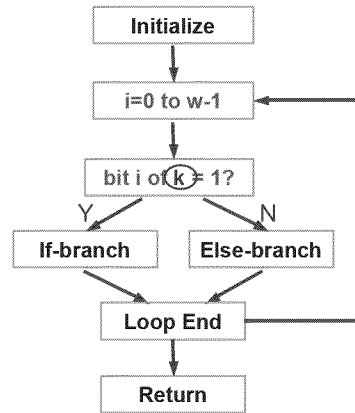 Initialize
i=0 to w-1
bit i of k = 1?
Y N
If-branch Else-branch
Loop End
Return